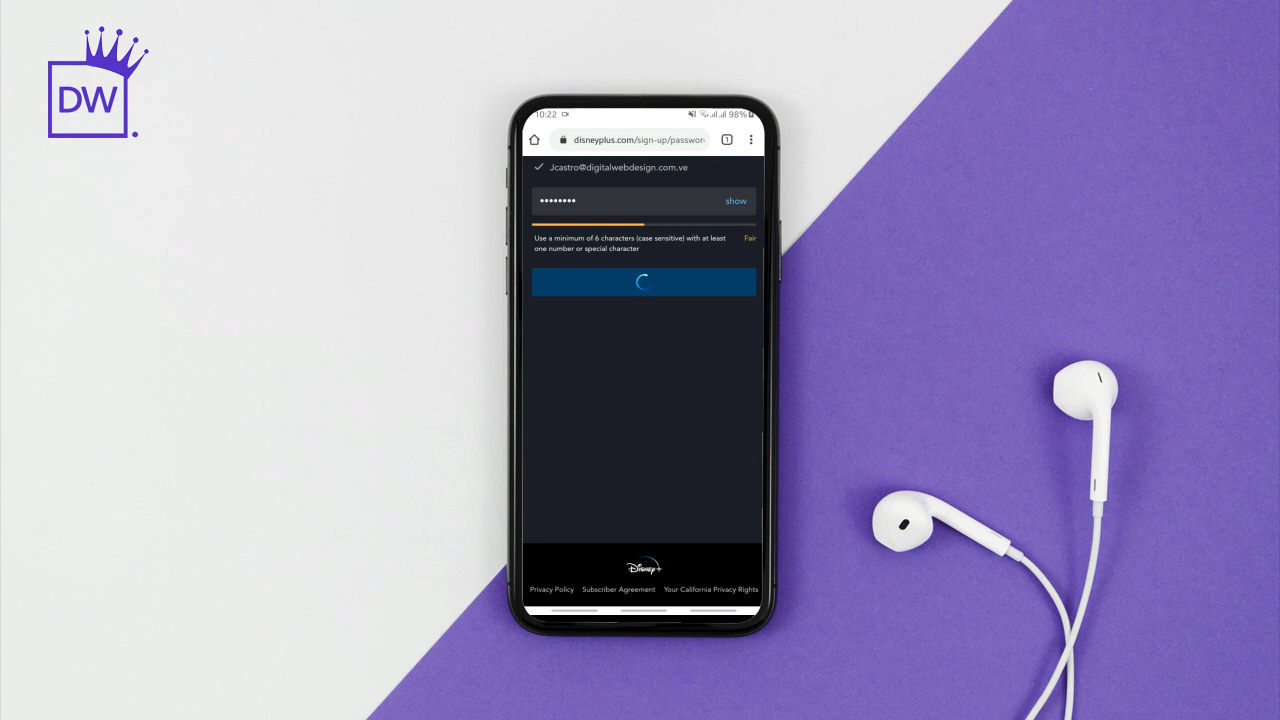 DW
10:22
98%
disneyplus.com/sign-up/passwor
1
Jcastro@digitalwebdesign.com.ve
••••••••
show
Use a minimum of 6 characters (case sensitive) with at least
one number or special character
Fair
Disney+
Privacy Policy Subscriber Agreement Your California Privacy Rights